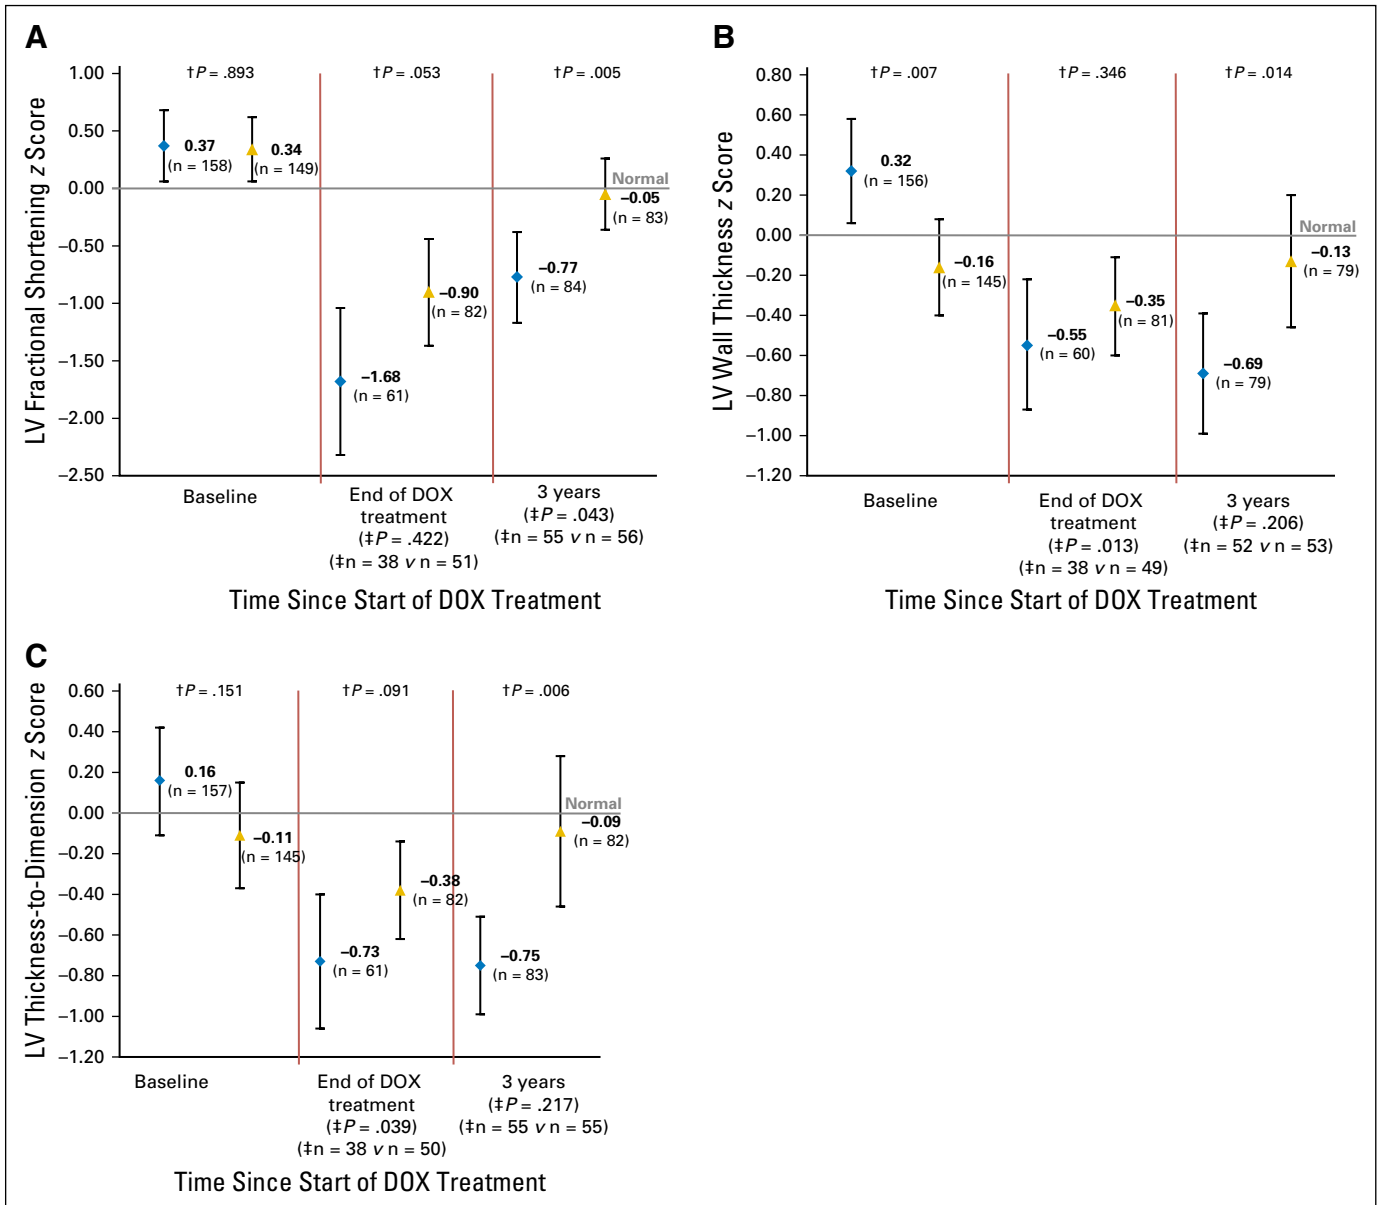 A
†P = .893
†P = .053
†P = .005
LV Fractional Shortening z Score
1.00
0.50
0.00
−0.50
−1.00
−1.50
−2.00
−2.50
0.37
(n = 158)
0.34
(n = 149)
−1.68
(n = 61)
−0.90
(n = 82)
−0.77
(n = 84)
Normal
−0.05
(n = 83)
Baseline
End of DOX
treatment
(‡P = .422)
(‡n = 38 v n = 51)
3 years
(‡P = .043)
(‡n = 55 v n = 56)
Time Since Start of DOX Treatment
B
†P = .007
†P = .346
†P = .014
LV Wall Thickness z Score
0.80
0.60
0.40
0.20
0.00
−0.20
−0.40
−0.60
−0.80
−1.00
−1.20
0.32
(n = 156)
−0.16
(n = 145)
−0.55
(n = 60)
−0.35
(n = 81)
−0.69
(n = 79)
Normal
−0.13
(n = 79)
Baseline
End of DOX
treatment
(‡P = .013)
(‡n = 38 v n = 49)
3 years
(‡P = .206)
(‡n = 52 v n = 53)
Time Since Start of DOX Treatment
C
†P = .151
†P = .091
†P = .006
LV Thickness-to-Dimension z Score
0.60
0.40
0.20
0.00
−0.20
−0.40
−0.60
−0.80
−1.00
−1.20
0.16
(n = 157)
−0.11
(n = 145)
−0.73
(n = 61)
−0.38
(n = 82)
−0.75
(n = 83)
Normal
−0.09
(n = 82)
Baseline
End of DOX
treatment
(‡P = .039)
(‡n = 38 v n = 50)
3 years
(‡P = .217)
(‡n = 55 v n = 55)
Time Since Start of DOX Treatment